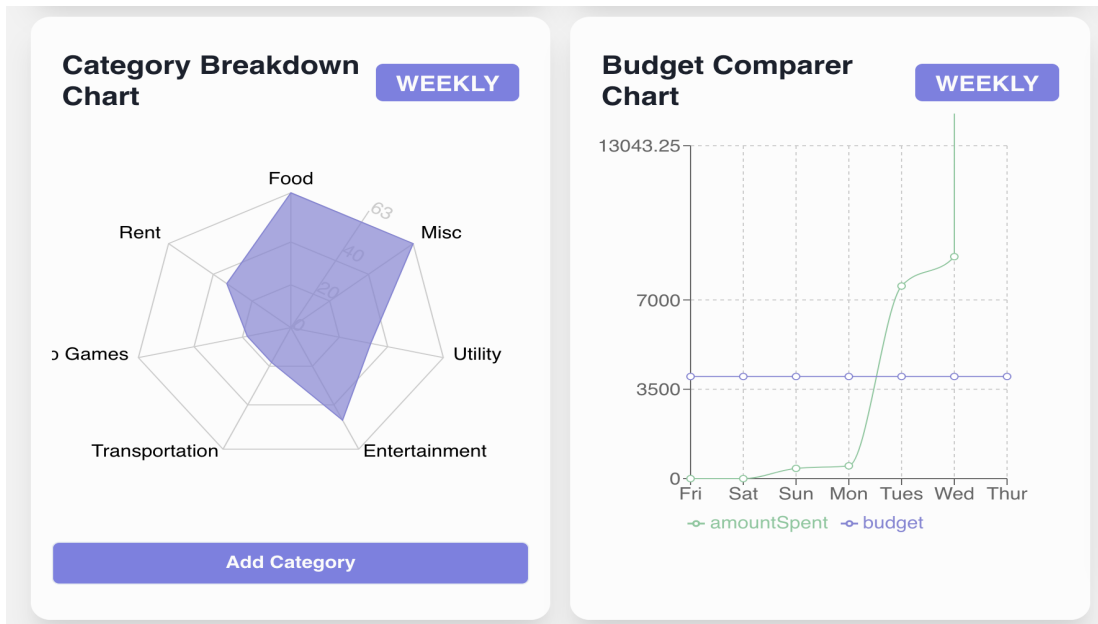 Category Breakdown
Chart
WEEKLY
Food
63
Rent
Misc
40
20
0
o Games
Utility
Transportation
Entertainment
Add Category
Budget Comparer
Chart
WEEKLY
13043.25
7000
3500
0
Fri Sat Sun Mon Tues Wed Thur
amountSpent budget